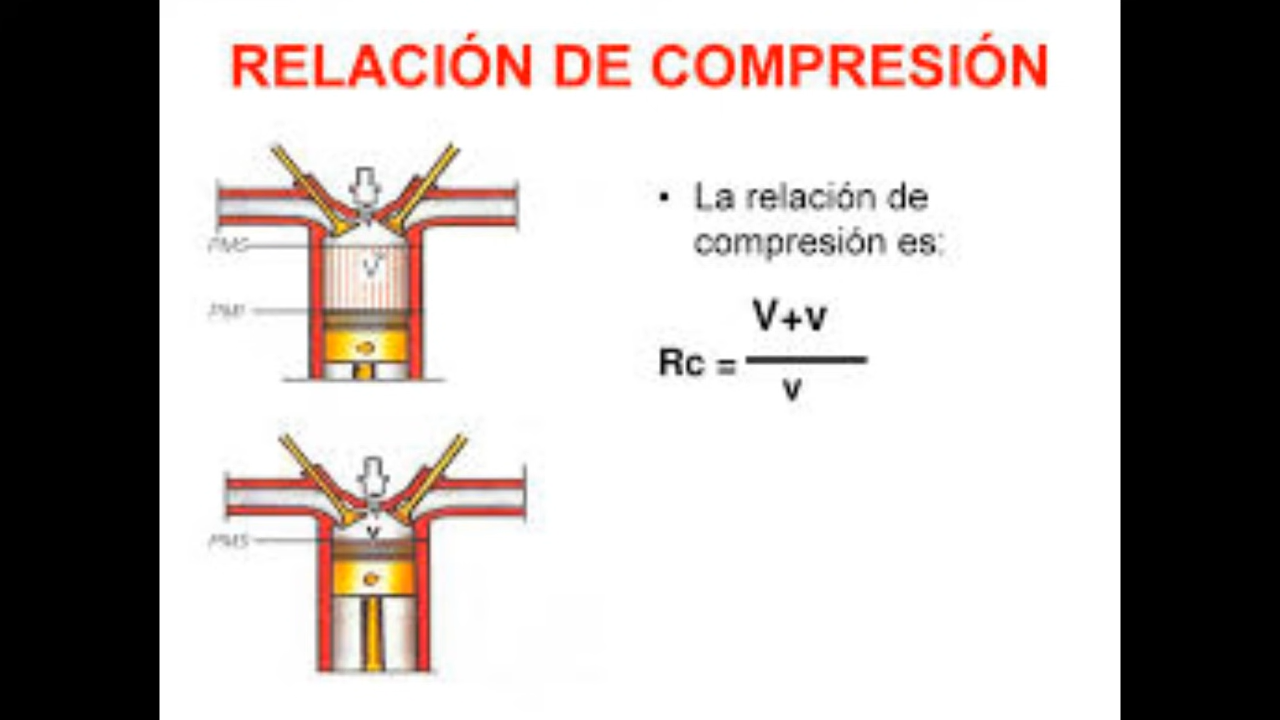 RELACIÓN DE COMPRESIÓN
• La relación de
compresión es:
V+v
Rc =
v
PMS
V
PMI
v
PMS